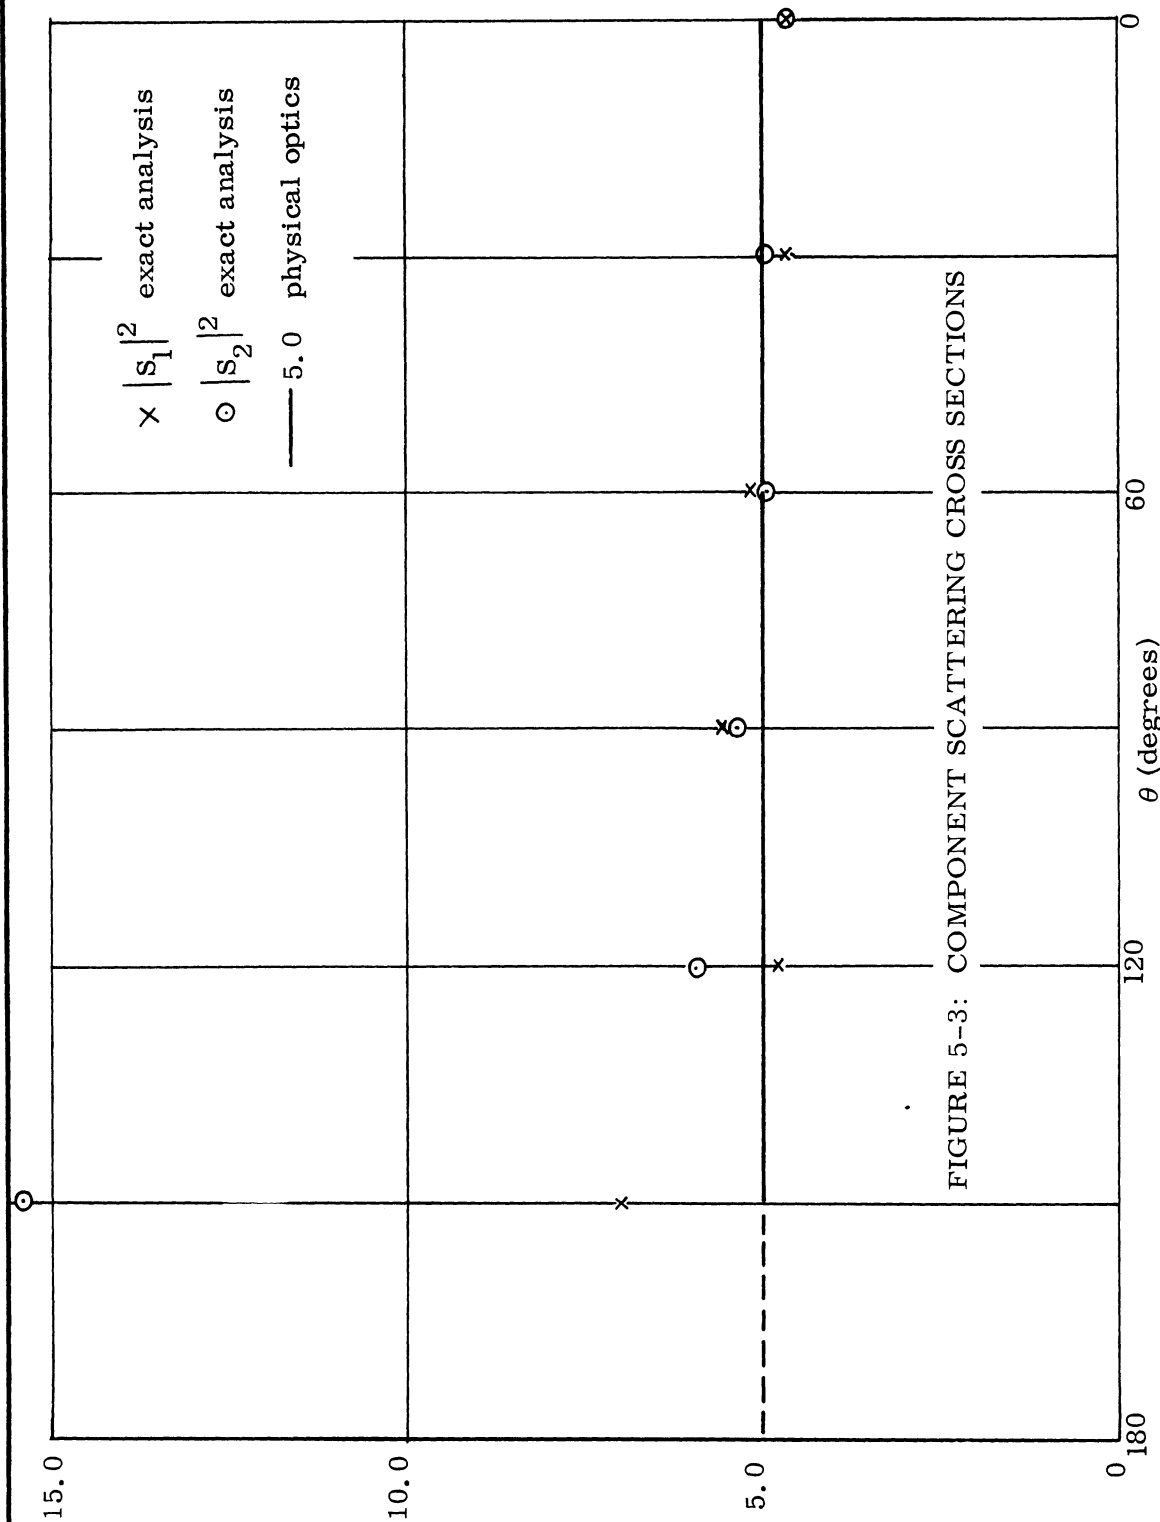 15.0
10.0
5.0
0
× |S₁|² exact analysis
⊙ |S₂|² exact analysis
—— 5.0 physical optics
FIGURE 5-3: COMPONENT SCATTERING CROSS SECTIONS
180
120
60
0
θ (degrees)